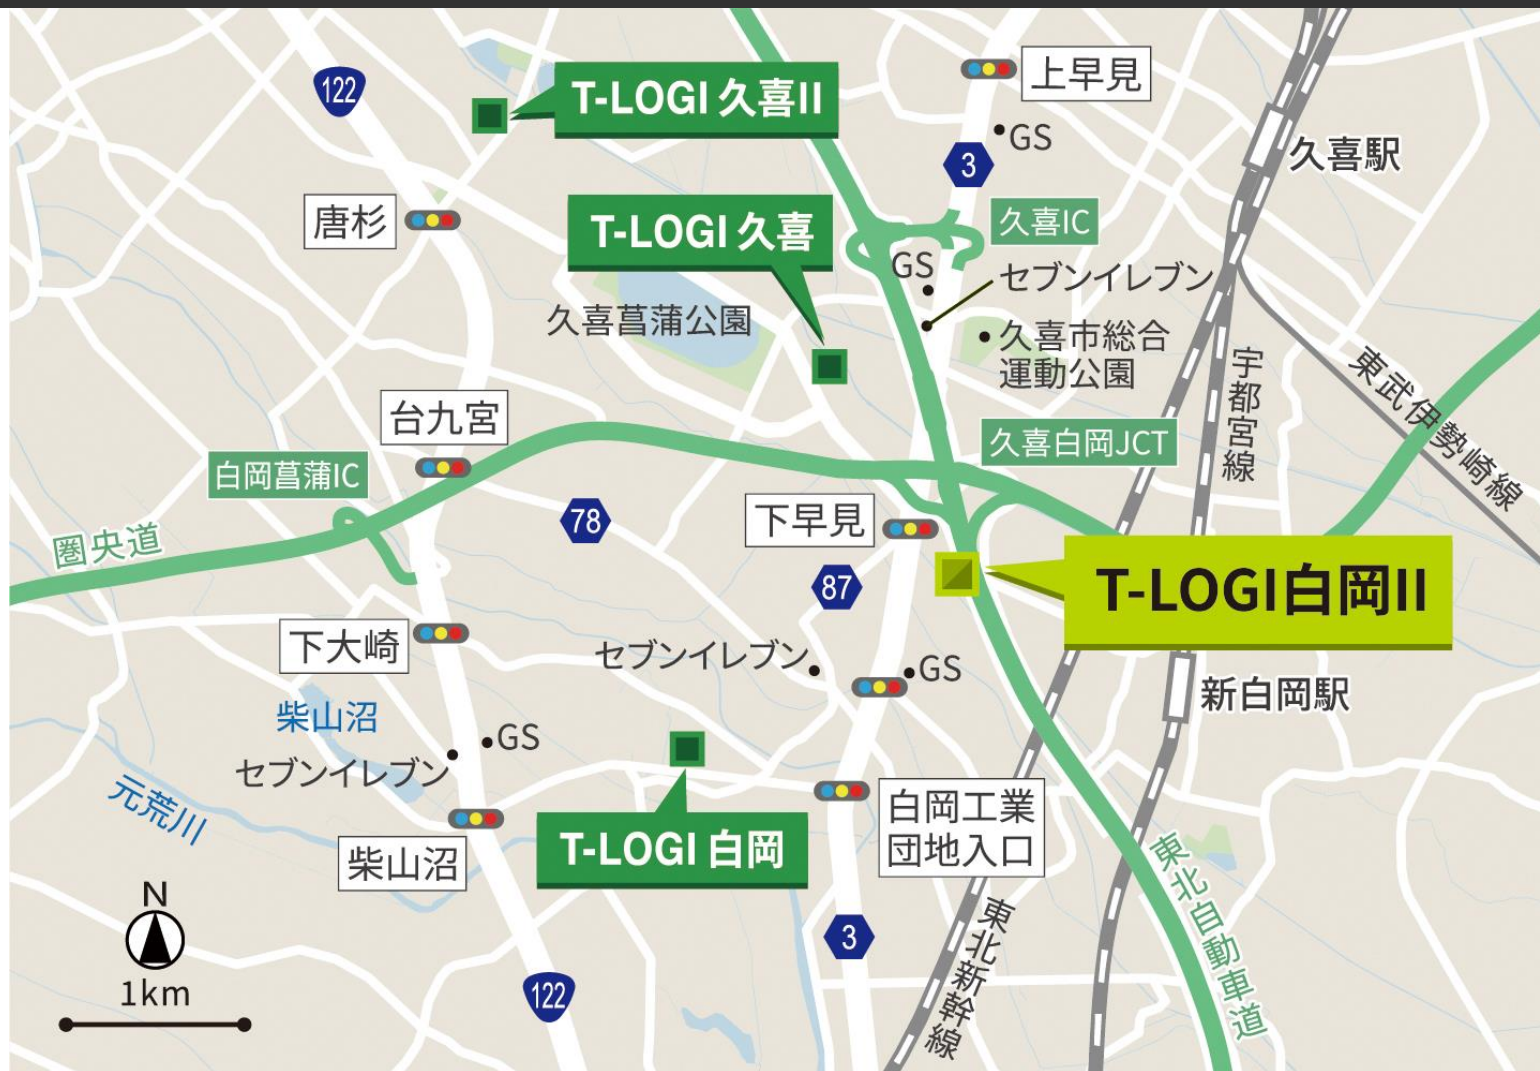 122
T-LOGI 久喜II
上早見
GS
3
久喜駅
唐杉
T-LOGI 久喜
久喜IC
GS
セブンイレブン
久喜菖蒲公園
久喜市総合
運動公園
宇都宮線
東武伊勢崎線
台九宮
久喜白岡JCT
白岡菖蒲IC
78
下早見
圏央道
87
T-LOGI白岡II
下大崎
セブンイレブン
GS
新白岡駅
柴山沼
GS
セブンイレブン
元荒川
白岡工業
団地入口
柴山沼
T-LOGI 白岡
東北自動車道
N
1km
3
東北新幹線
122